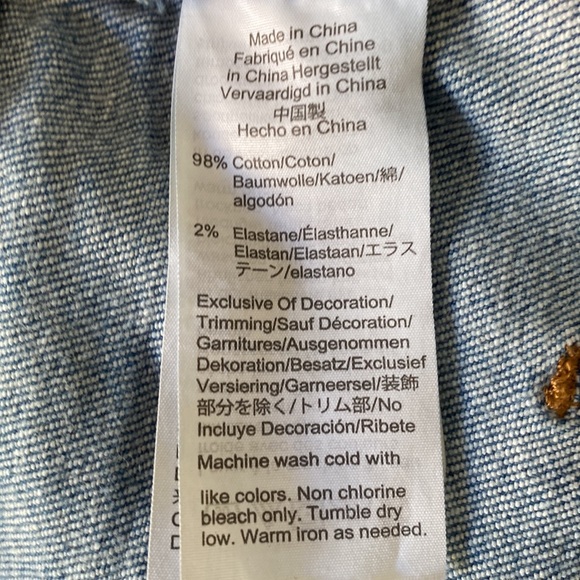 Made in China
Fabriqué en Chine
in China Hergestellt
Vervaardigd in China
中国製
Hecho en China
98% Cotton/Coton/
Baumwolle/Katoen/綿/
algodón
2% Elastane/Élasthanne/
Elastan/Elastaan/エラス
テーン/elastano
Exclusive Of Decoration/
Trimming/Sauf Décoration/
Garnitures/Ausgenommen
Dekoration/Besatz/Exclusief
Versiering/Garneersel/装飾
部分を除く/トリム部/No
Incluye Decoración/Ribete
Machine wash cold with
like colors. Non chlorine
bleach only. Tumble dry
low. Warm iron as needed.